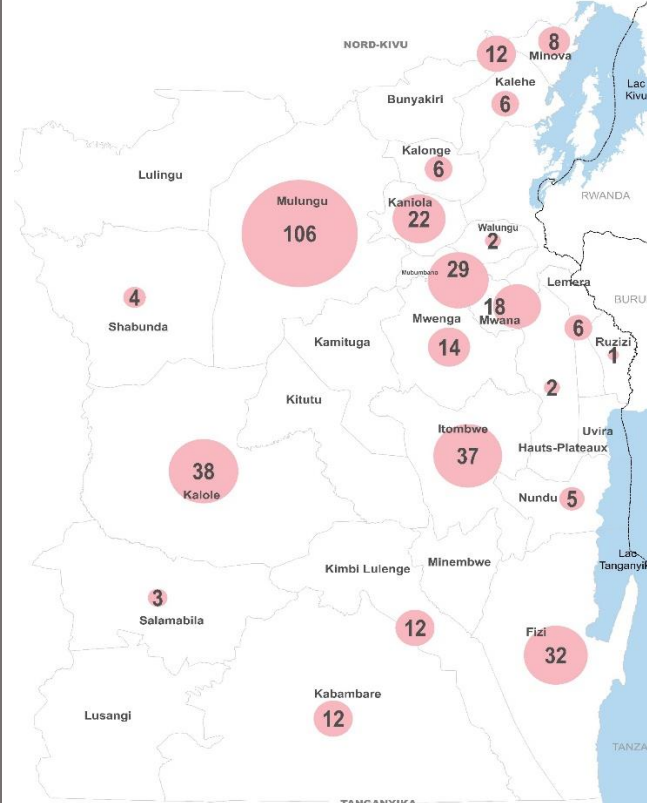 8
NORD-KIVU
12
Minova
Kalehe
Lac
Kivu
Bunyakiri
6
Kalonge
6
Lulingu
RWANDA
Mulungu
Kaniola
22
Walungu
106
2
Mubumbano
29
Lemera
4
18
BURU
Mwenga
Mwana
Shabunda
6
Kamituga
Ruzizi
14
1
2
Kitutu
Itombwe
Uvira
37
Hauts-Plateaux
38
Kalole
Nundu
5
Kimbi Lulenge
Minembwe
Lac
Tanganyik
3
Salamabila
12
Fizi
32
Kabambare
Lusangi
12
TANZA
TANGANYIKA